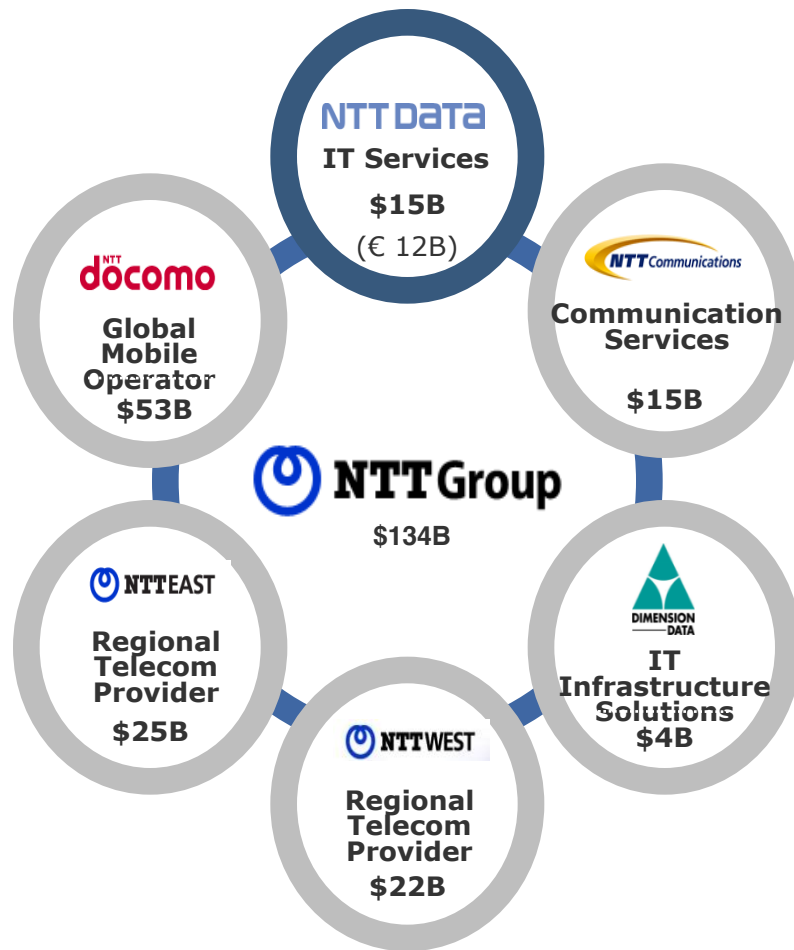 NTT DATA
IT Services
$15B
(€ 12B)
NTT
döcomo
Global
Mobile
Operator
$53B
NTT Communications
Communication
Services
$15B
NTT Group
$134B
NTT EAST
Regional
Telecom
Provider
$25B
DIMENSION
DATA
IT
Infrastructure
Solutions
$4B
NTT WEST
Regional
Telecom
Provider
$22B